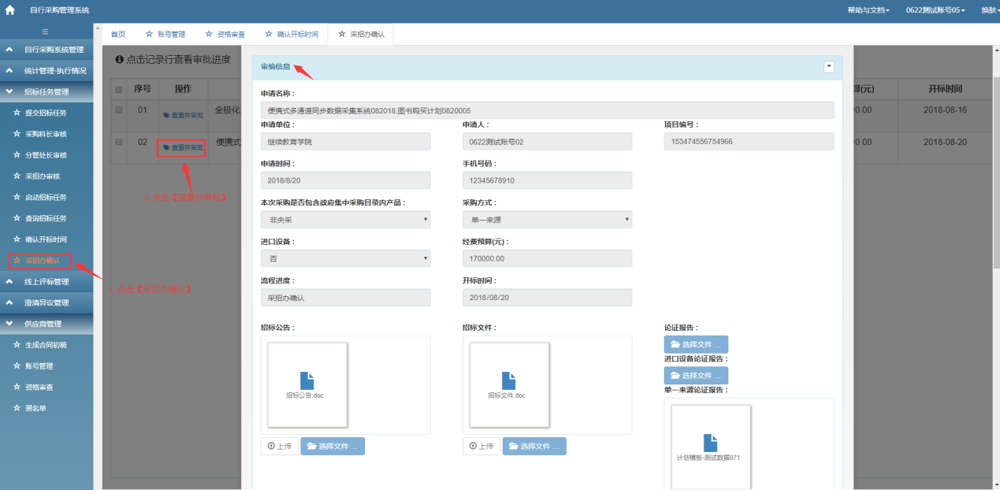 自行采购管理系统
帮助与文档 0622测试账号05 换肤
首页 账号管理 资格审查 确认开标时间 采招办确认
自行采购系统管理
统计管理-执行情况
招标任务管理
提交招标任务
采购科长审核
分管处长审核
采招办审核
启动招标任务
查询招标任务
确认开标时间
采招办确认
线上评标管理
澄清异议管理
供应商管理
生成合同初稿
账号管理
资格审查
黑名单
点击记录行查看审批进度
序号 操作 算(元) 开标时间
01 查看并审批 全极化 0.00 2018-08-16
02 查看并审批 便携式 0.00 2018-08-20
2. 点击【查看并审核】
1. 点击【采招办确认】
审编信息
申请名称：
便携式多通道同步数据采集系统082018,图书购买计划0820005
申请单位： 申请人： 项目编号：
继续教育学院 0622测试账号02 153474556754966
申请时间： 手机号码：
2018/8/20 12345678910
本次采购是否包含政府集中采购目录内产品： 采购方式：
非央采 单一来源
进口设备： 经费预算(元)：
否 170000.00
流程进度： 开标时间：
采招办确认 2018/08/20
招标公告： 招标文件： 论证报告：
选择文件 ...
进口设备论证报告：
选择文件 ...
单一来源论证报告：
招标公告.doc 招标文件.doc
上传 选择文件 ... 上传 选择文件 ...
计划模板-测试数据071